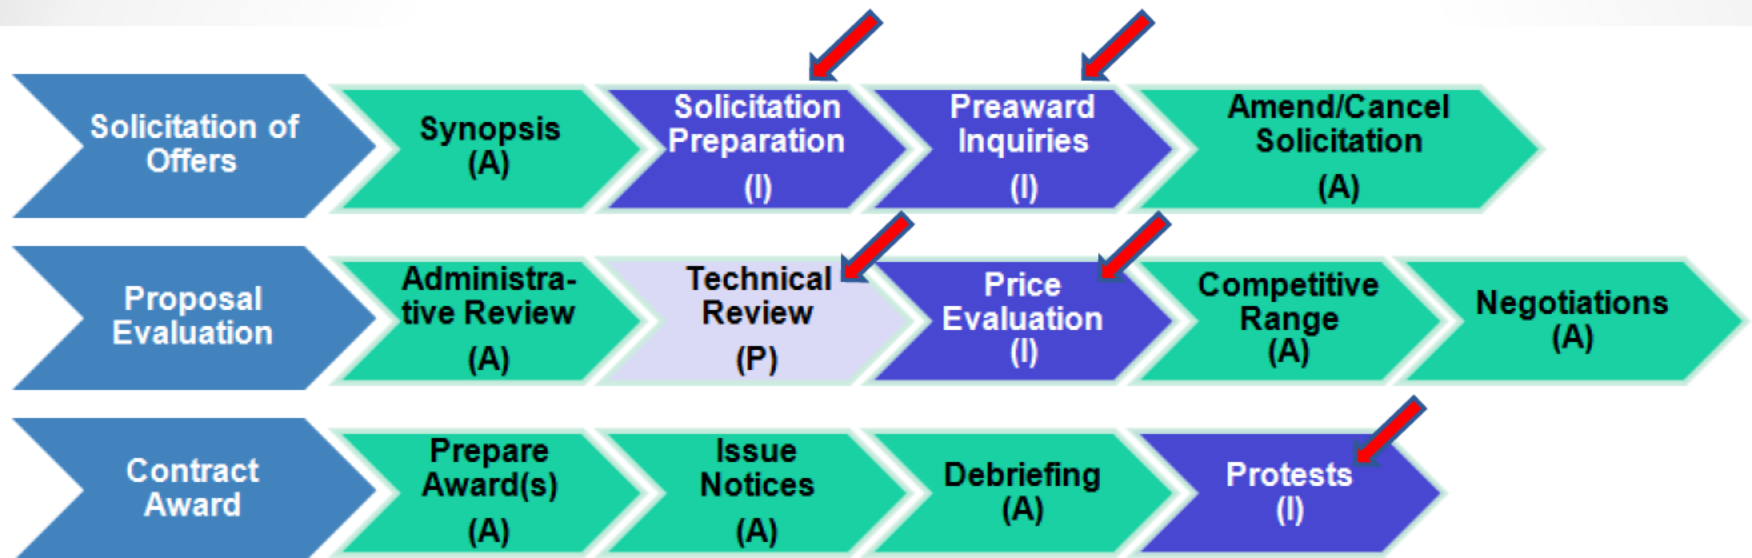 Solicitation of
Offers
Synopsis
(A)
Solicitation
Preparation
(I)
Preaward
Inquiries
(I)
Amend/Cancel
Solicitation
(A)
Proposal
Evaluation
Administra-
tive Review
(A)
Technical
Review
(P)
Price
Evaluation
(I)
Competitive
Range
(A)
Negotiations
(A)
Contract
Award
Prepare
Award(s)
(A)
Issue
Notices
(A)
Debriefing
(A)
Protests
(I)